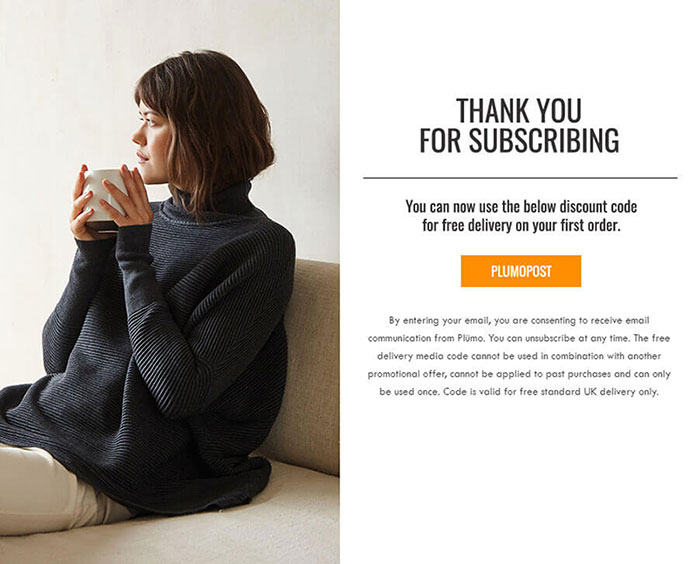 THANK YOU
FOR SUBSCRIBING
You can now use the below discount code
for free delivery on your first order.
PLUMOPOST
By entering your email, you are consenting to receive email
communication from Plümo. You can unsubscribe at any time. The free
delivery media code cannot be used in combination with another
promotional offer, cannot be applied to past purchases and can only
be used once. Code is valid for free standard UK delivery only.